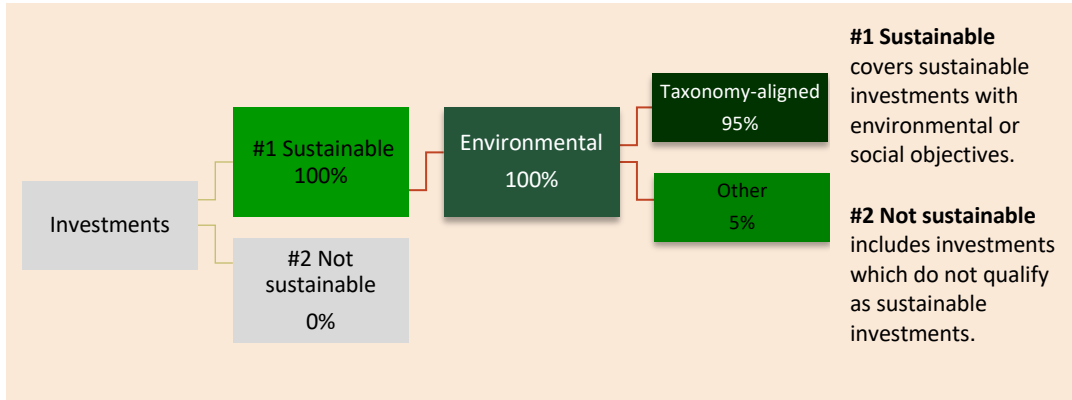 Investments
#1 Sustainable
100%
#2 Not
sustainable
0%
Environmental
100%
Taxonomy-aligned
95%
Other
5%
#1 Sustainable
covers sustainable
investments with
environmental or
social objectives.
#2 Not sustainable
includes investments
which do not qualify
as sustainable
investments.